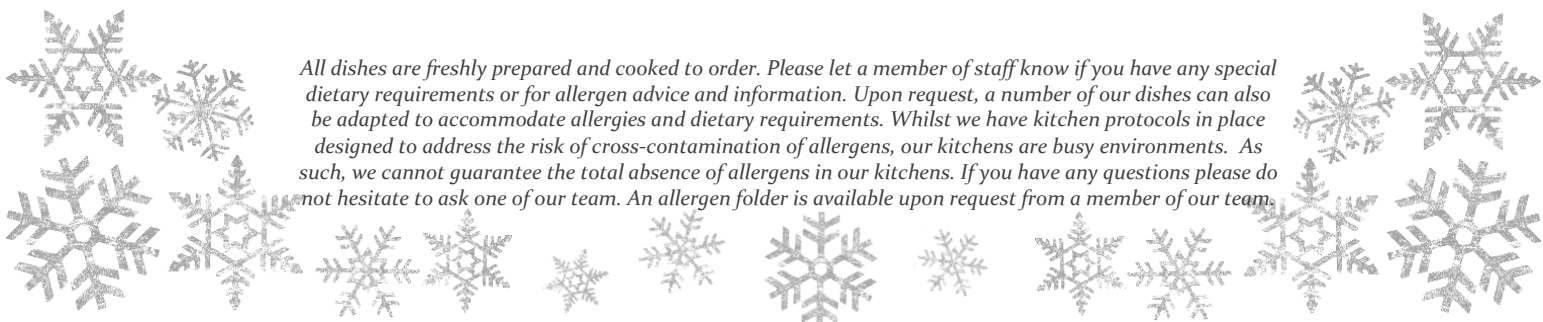 All dishes are freshly prepared and cooked to order. Please let a member of staff know if you have any special
dietary requirements or for allergen advice and information. Upon request, a number of our dishes can also
be adapted to accommodate allergies and dietary requirements. Whilst we have kitchen protocols in place
designed to address the risk of cross-contamination of allergens, our kitchens are busy environments.  As
such, we cannot guarantee the total absence of allergens in our kitchens. If you have any questions please do
not hesitate to ask one of our team. An allergen folder is available upon request from a member of our team.